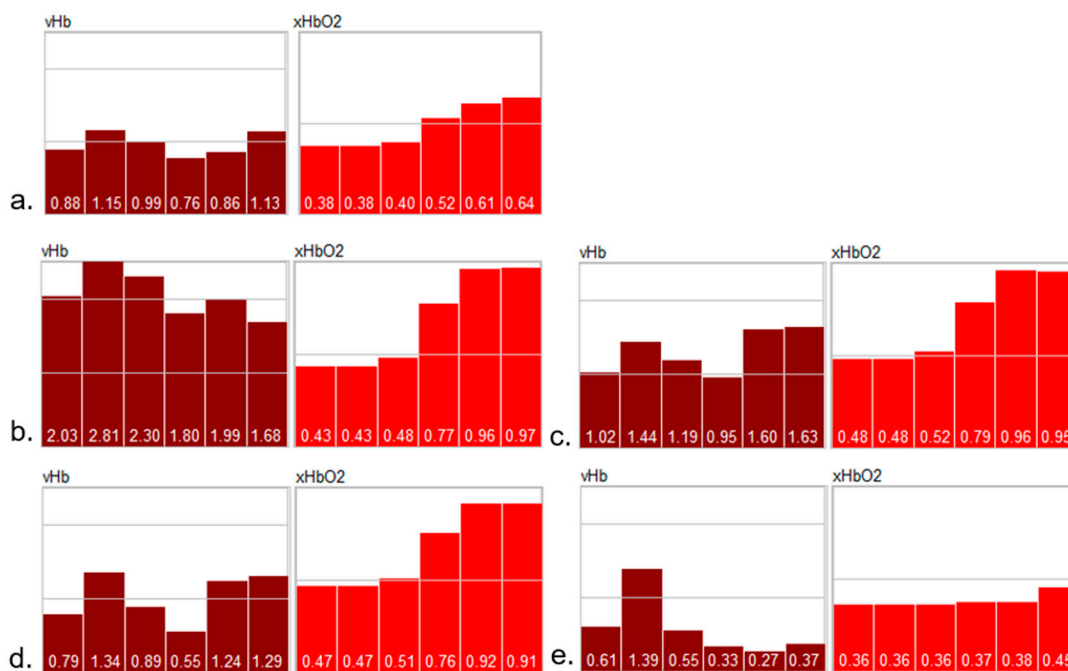 vHb xHbO2
0.88 1.15 0.99 0.76 0.86 1.13 0.38 0.38 0.40 0.52 0.61 0.64
a.
vHb xHbO2
2.03 2.81 2.30 1.80 1.99 1.68 0.43 0.43 0.48 0.77 0.96 0.97
b.
vHb xHbO2
1.02 1.44 1.19 0.95 1.60 1.63 0.48 0.48 0.52 0.79 0.96 0.95
c.
vHb xHbO2
0.79 1.34 0.89 0.55 1.24 1.29 0.47 0.47 0.51 0.76 0.92 0.91
d.
vHb xHbO2
0.61 1.39 0.55 0.33 0.27 0.37 0.36 0.36 0.36 0.37 0.38
e.